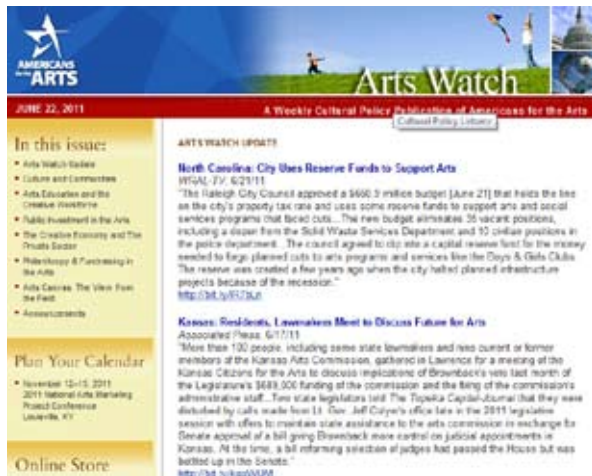 AMERICANS
for the
ARTS
Arts Watch
JUNE 22, 2011
A Weekly Cultural Policy Publication of Americans for the Arts
Cultural Policy Listserv
In this issue:
Arts Watch Update
Culture and Communities
Arts Education and the
Creative Workforce
Public Investment in the Arts
The Creative Economy and The
Private Sector
Philanthropy & Fundraising in
the Arts
Arts Canvas: The View from
the Field
Announcements
Plan Your Calendar
November 12-15, 2011
2011 National Arts Marketing
Project Conference
Louisville, KY
Online Store
ARTS WATCH UPDATE
North Carolina: City Uses Reserve Funds to Support Arts
WRAL-TV, 6/21/11
"The Raleigh City Council approved a million budget [June 21] that holds the line
on the city's property tax rate and uses some reserve funds to support arts and social
services programs that faced cuts...The new budget eliminates 35 vacant positions,
including a dozen from the Solid Waste Services Department and 10 civilian positions in
the police department...The council agreed to dip into a capital reserve fund for the money
needed to forgo planned cuts to arts programs and services like the Boys & Girls Clubs.
The reserve was created a few years ago when the city halted planned infrastructure
projects because of the recession."
Kansas: Residents, Lawmakers Meet to Discuss Future for Arts
Associated Press, 6/17/11
"More than 100 people, including some state lawmakers and nine current or former
members of the Kansas Arts Commission, gathered in Lawrence for a meeting of the
Kansas Citizens for the Arts to discuss implications of Brownback's veto last month of
the Legislature's $689,000 funding of the commission and the firing of the commission's
administrative staff...Two state legislators told The Topeka Capital-Journal that they were
disturbed by calls made from Lt. Gov. Jeff Colyer's office late in the 2011 legislative
session with offers to maintain state assistance to the arts commission in exchange for
Senate approval of a bill giving Brownback more control on judicial appointments in
Kansas. At the time, a bill reforming selection of judges had passed the House but was
bottled up in the Senate."